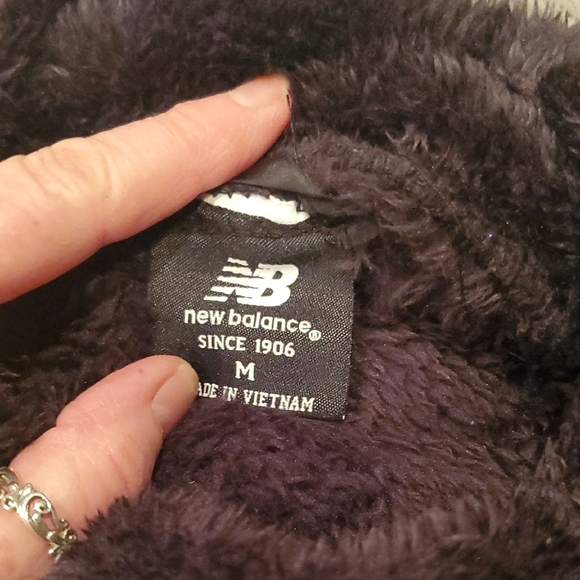 NB
new balance®
SINCE 1906
M
ADE IN VIETNAM